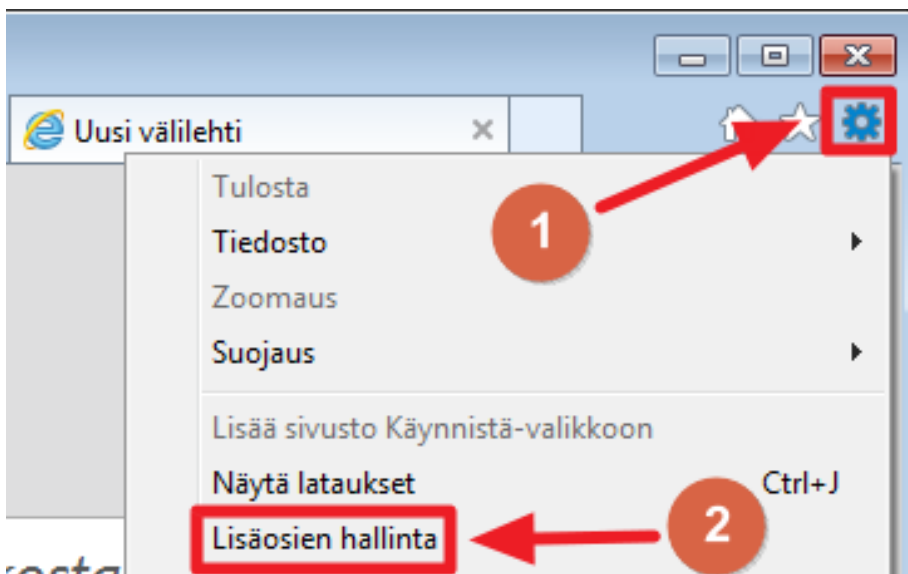 Uusi välilehti
Tulosta
1
Tiedosto
Zoomaus
Suojaus
Lisää sivusto Käynnistä-valikkoon
Näytä lataukset Ctrl+J
Lisäosien hallinta
2